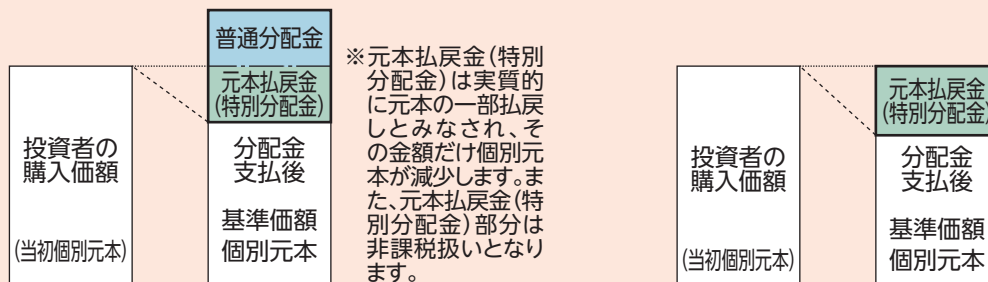 投資者の
購入価額
(当初個別元本)
普通分配金
元本払戻金
(特別分配金)
分配金
支払後
基準価額
個別元本
※元本払戻金(特別
分配金)は実質的
に元本の一部払戻
しとみなされ、そ
の金額だけ個別元
本が減少します。ま
た、元本払戻金(特
別分配金)部分は
非課税扱いとなり
ます。
投資者の
購入価額
(当初個別元本)
元本払戻金
(特別分配金)
分配金
支払後
基準価額
個別元本